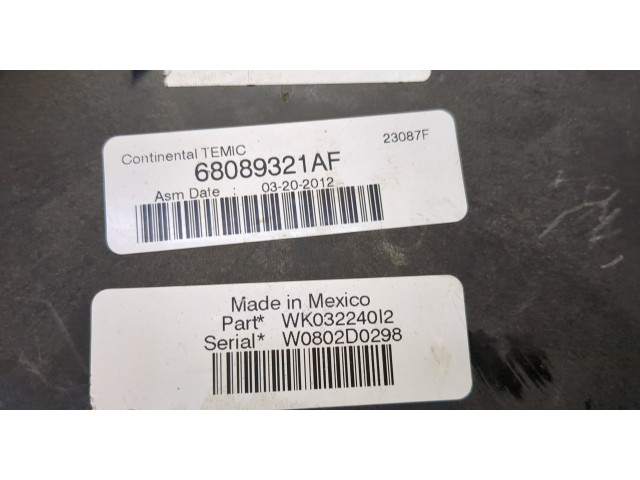 Continental TEMIC 23087F
68089321AF
Asm Date : 03-20-2012
Made in Mexico
Part* WK032240I2
Serial* W0802D0298